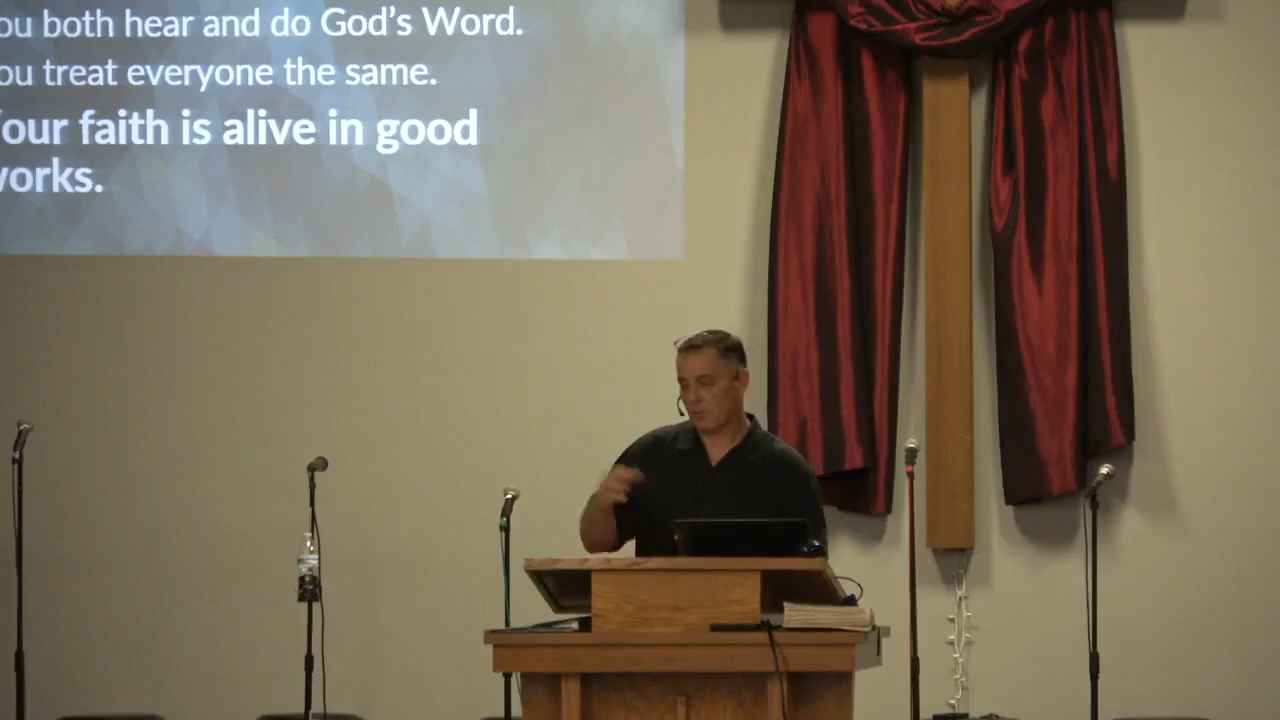 ou both hear and do God's Word.
ou treat everyone the same.
our faith is alive in good
orks.